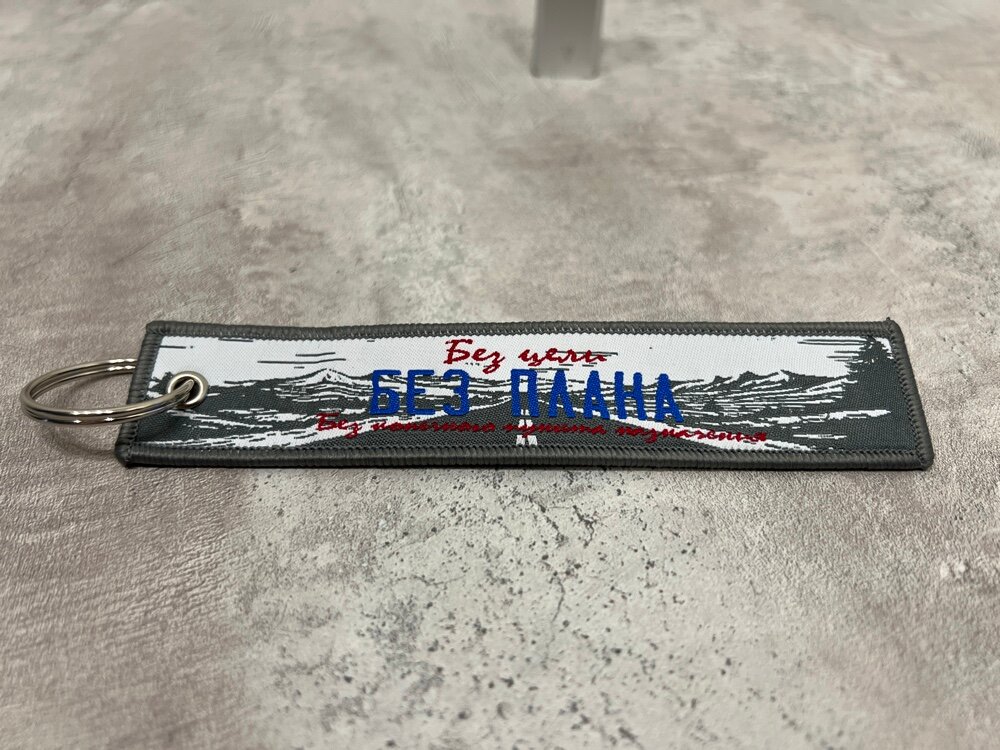 Без цели
БЕЗ ПЛАНА
Без конечного пункта назначения